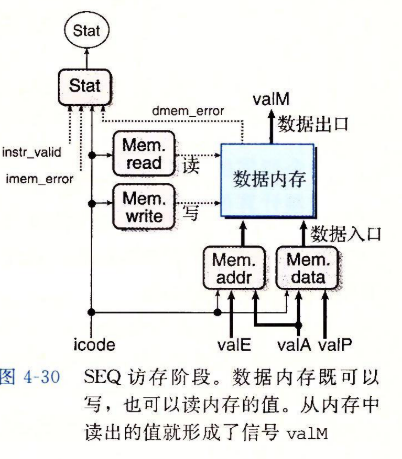 Stat
Stat
dmem_error
valM
数据出口
instr_valid
imem_error
Mem.
read
读
数据内存
Mem.
write
写
数据入口
Mem.
addr
Mem.
data
icode
valE
valA
valP
图 4-30 SEQ 访存阶段。数据内存既可以
写，也可以读内存的值。从内存中
读出的值就形成了信号 valM